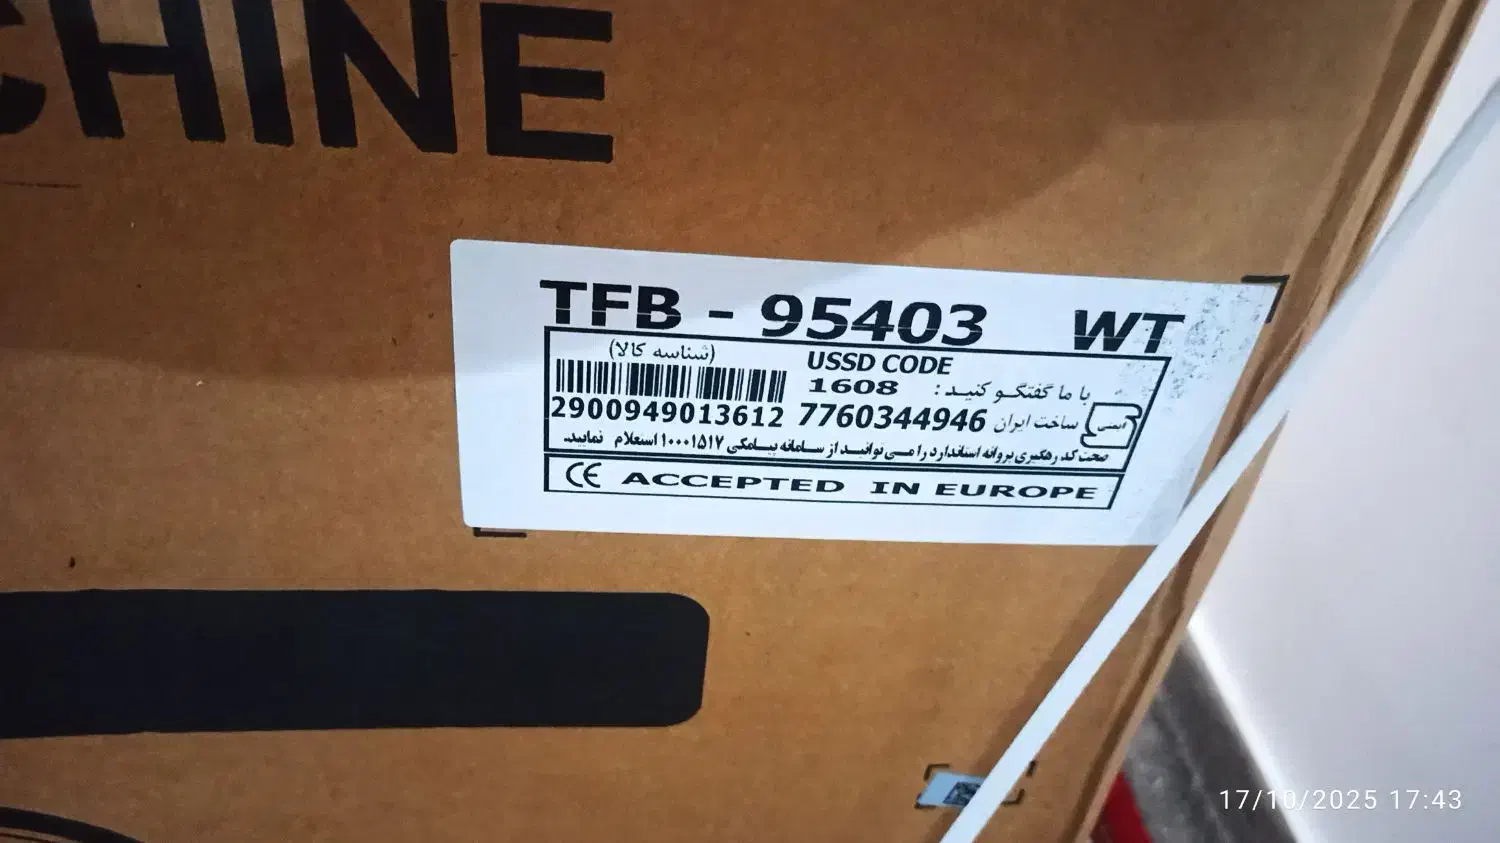 CHINE
TFB - 95403 WT
(شناسه کالا) USSD CODE
با ما گفتگو کنید : 1608
2900949013612 7760344946 ساخت ایران ایمنی
صحت کد رهگیری پروانه استاندارد را می توانید از سامانه پیامکی ۱۰۰۰۱۵۱۷ استعلام نمایید.
CE ACCEPTED IN EUROPE
17/10/2025 17:43